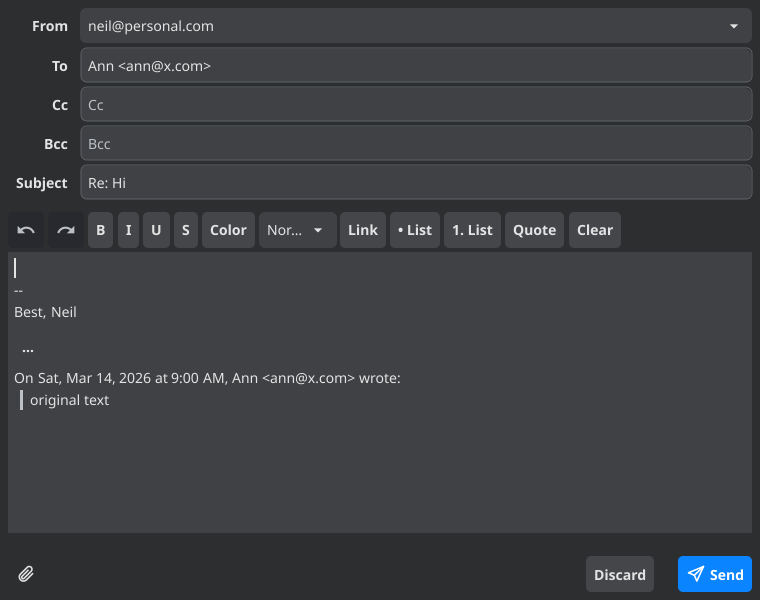 From neil@personal.com
To Ann <ann@x.com>
Cc Cc
Bcc Bcc
Subject Re: Hi
B I U S Color Nor... Link • List 1. List Quote Clear
--
Best, Neil
...
On Sat, Mar 14, 2026 at 9:00 AM, Ann <ann@x.com> wrote:
original text
Discard Send